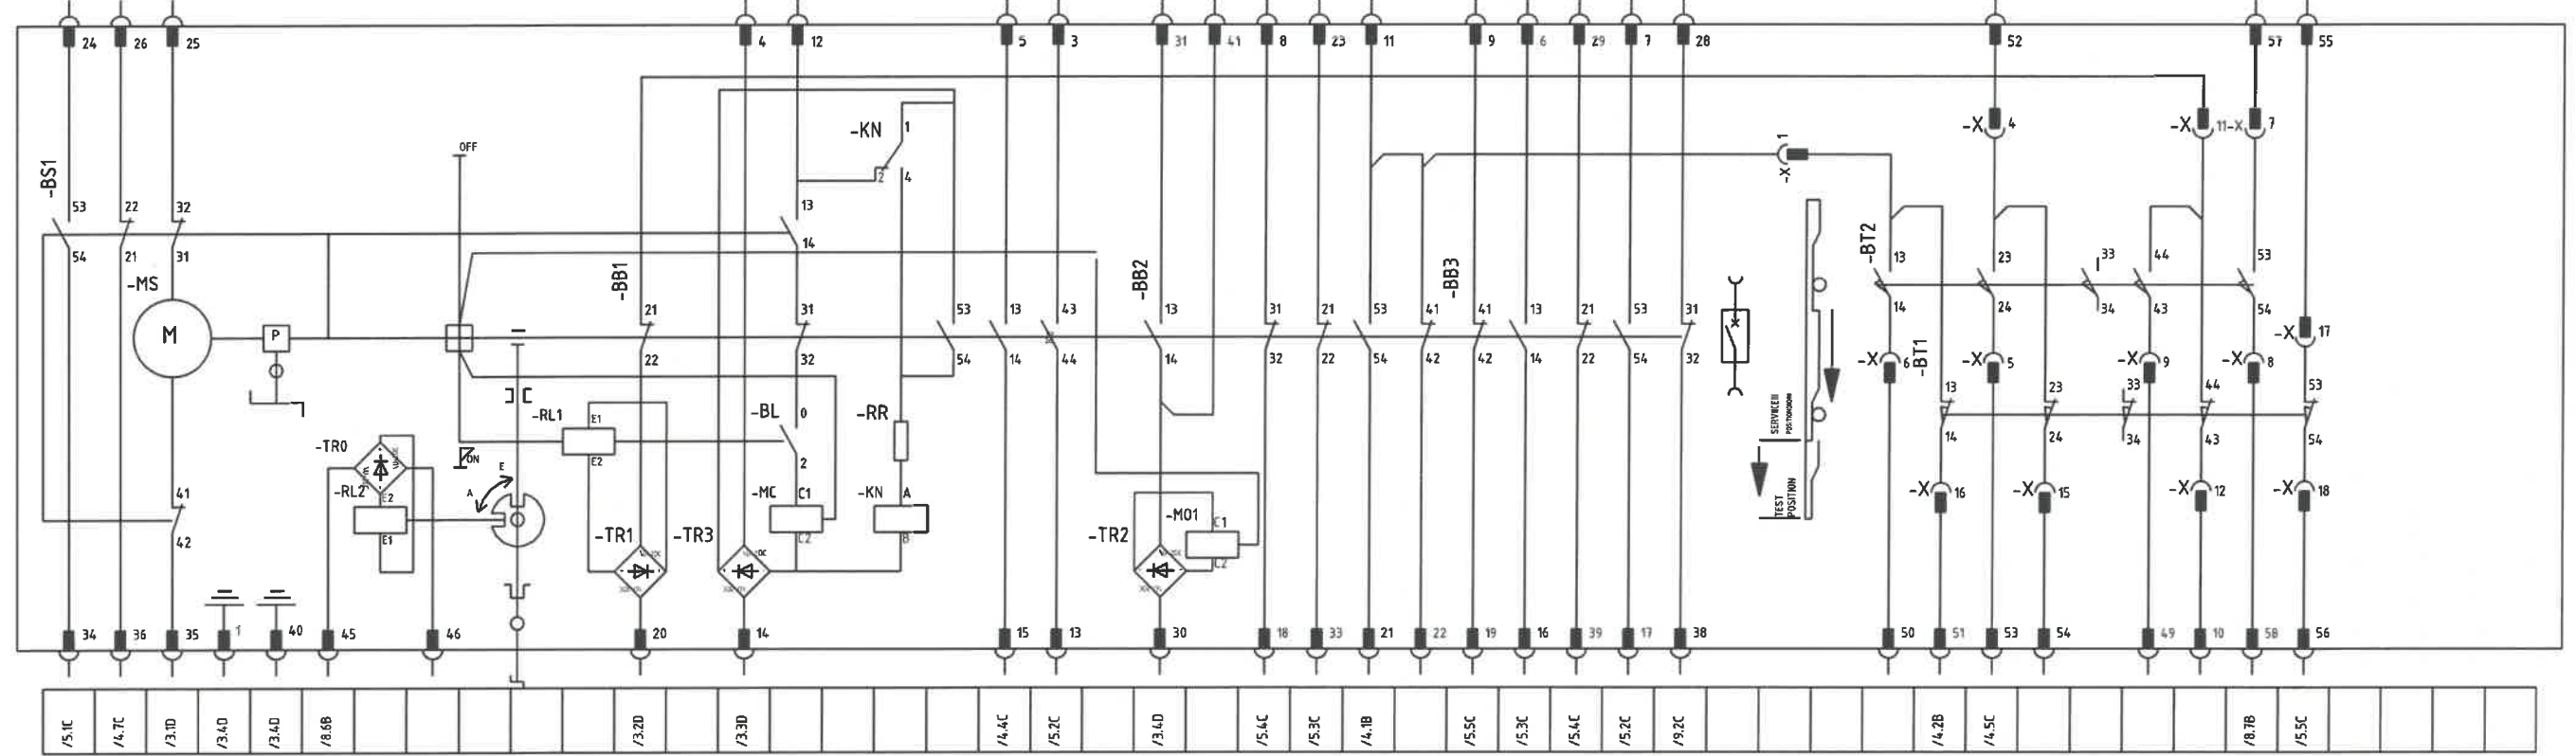 24 26 25 4 12 5 3 31 41 8 23 11 9 6 29 7 28 52 57 55
-X 4 -X 11 -X 7
-KN 1
2 4
-X 1
OFF
-BS1
53 22 32 13
54 21 31 14
-MS
-BB1 -BB2 -BB3 -BT2
13 23 33 44 53
14 24 34 43 54
M P
21 31 53 13 43 13 31 21 53 41 41 13 21 53 31
22 32 54 14 44 14 32 22 54 42 42 14 22 54 32
-X 17
-X 6 -BT1 -X 5 -X 9 -X 8
13 23 33 44 53
14 24 34 43 54
-RL1 E1
E2
-BL 0
2
-RR
-TR0
ON
E
A
-RL2 E2
E1
41
42
-MC C1
C2
-KN A
B
-TR1 -TR3 -TR2
-MO1 C1
C2
POSITION
TEST
POSITION
-X 16 -X 15 -X 12 -X 18
34 36 35 1 40 45 46 20 14 15 13 30 18 33 21 22 19 16 39 17 38 50 51 53 54 49 10 58 56
/5.1C /4.7C /3.1D /3.4D /3.4D /8.6B /3.2D /3.3D /4.4C /5.2C /3.4D /5.4C /5.3C /4.1B /5.5C /5.3C /5.4C /5.2C /9.2C /4.2B /4.5C /8.7B /5.5C